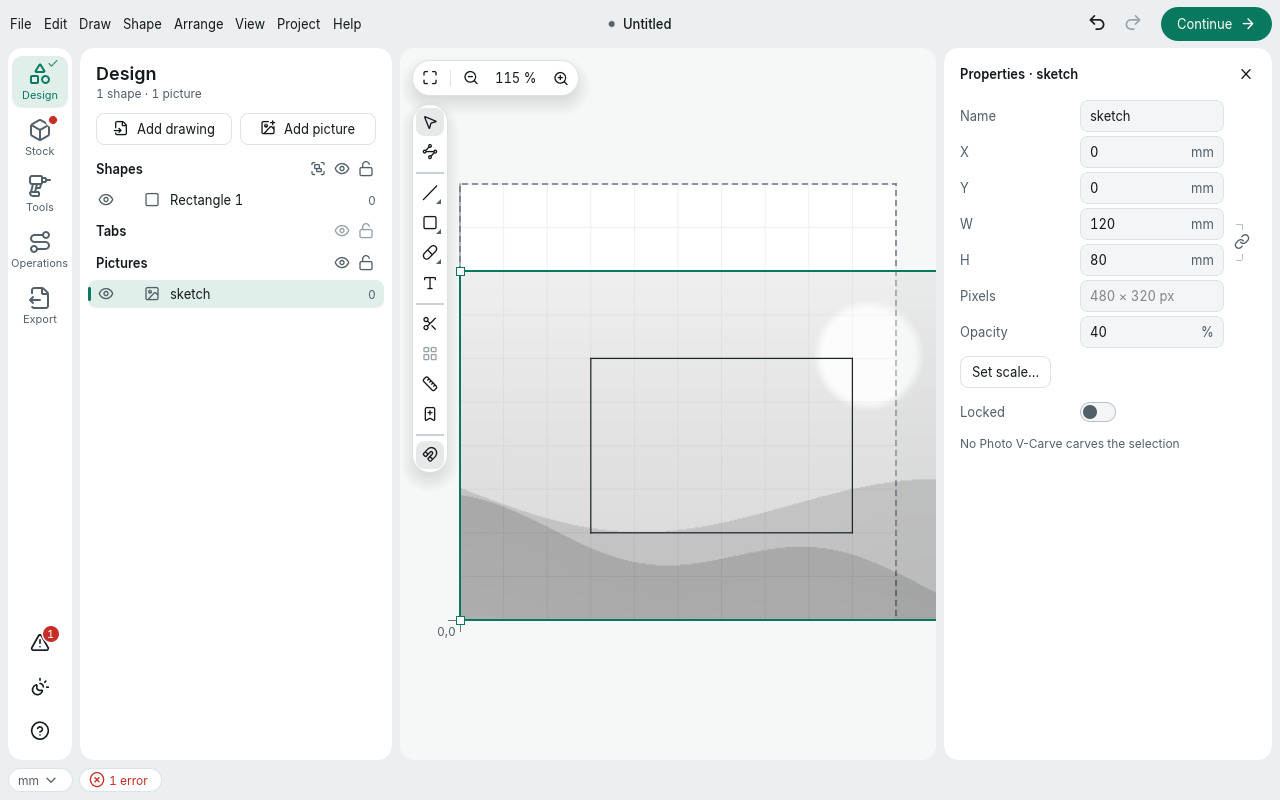 File Edit Draw Shape Arrange View Project Help
Untitled
Continue
Design
Stock
Tools
Operations
Export
1
Design
1 shape · 1 picture
Add drawing
Add picture
Shapes
Rectangle 1 0
Tabs
Pictures
sketch 0
115 %
0,0
Properties · sketch
Name sketch
X 0 mm
Y 0 mm
W 120 mm
H 80 mm
Pixels 480 × 320 px
Opacity 40 %
Set scale...
Locked
No Photo V-Carve carves the selection
mm
1 error